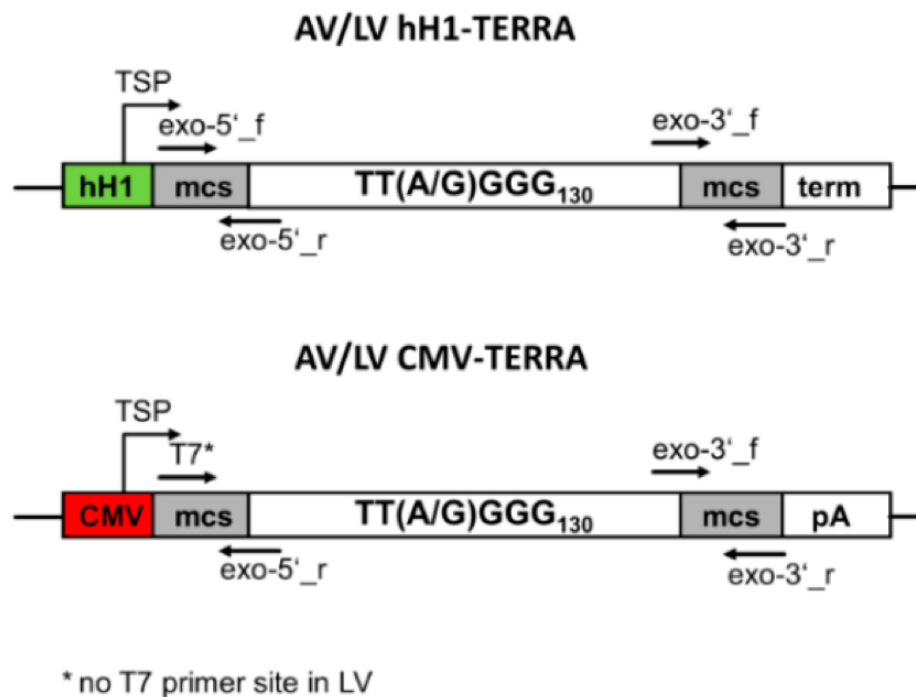 AV/LV hH1-TERRA
TSP
exo-5'_f
exo-3'_f
hH1 mcs TT(A/G)GGG130 mcs term
exo-5'_r
exo-3'_r
AV/LV CMV-TERRA
TSP
T7*
exo-3'_f
CMV mcs TT(A/G)GGG130 mcs pA
exo-5'_r
exo-3'_r
* no T7 primer site in LV